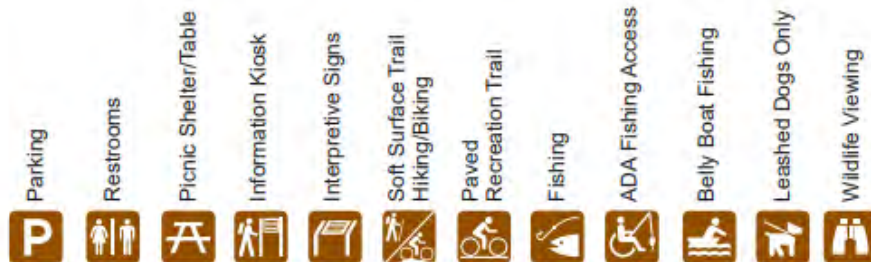 Parking
Restrooms
Picnic Shelter/Table
Information Kiosk
Interpretive Signs
Soft Surface Trail
Hiking/Biking
Paved
Recreation Trail
Fishing
ADA Fishing Access
Belly Boat Fishing
Leashed Dogs Only
Wildlife Viewing
P